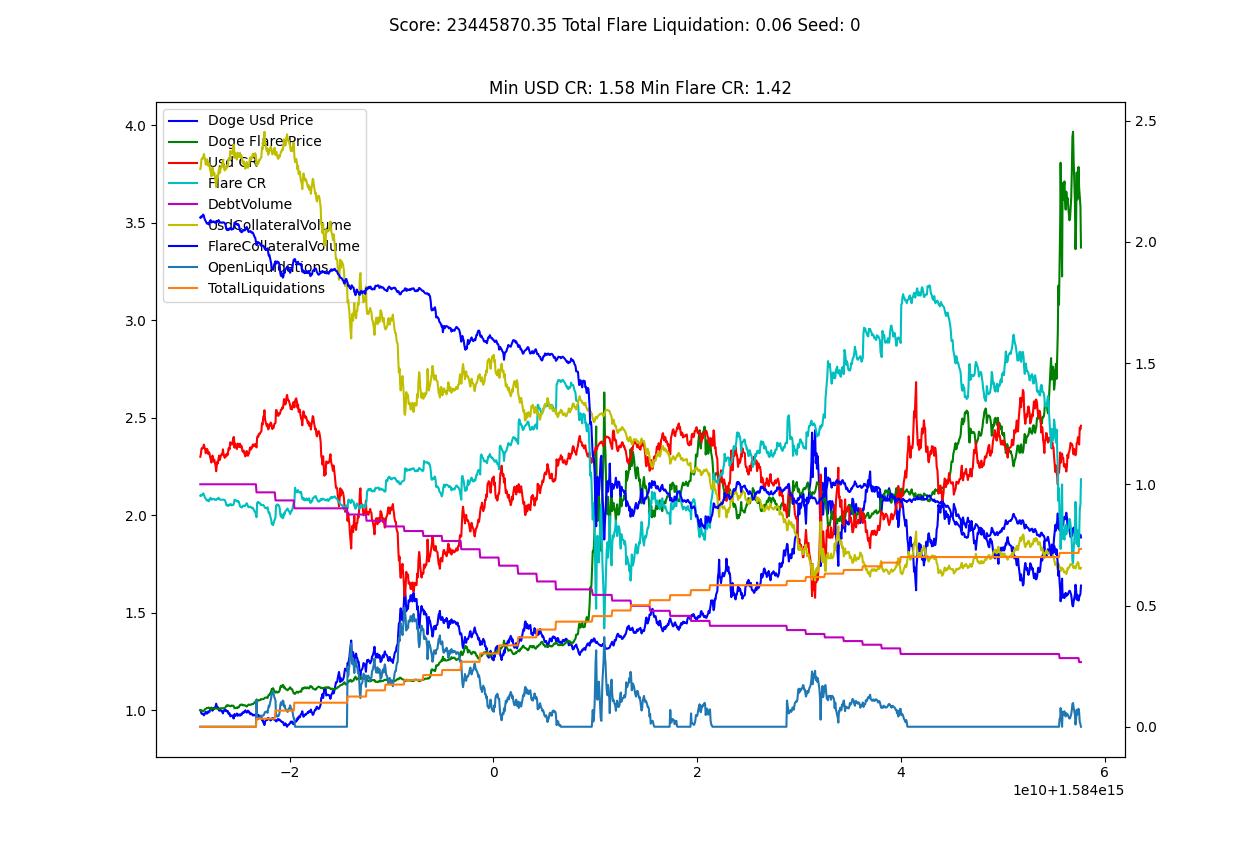 Score: 23445870.35 Total Flare Liquidation: 0.06 Seed: 0
Min USD CR: 1.58 Min Flare CR: 1.42
Doge Usd Price
Doge Flare Price
Usd CR
Flare CR
DebtVolume
UsdCollateralVolume
FlareCollateralVolume
OpenLiquidations
TotalLiquidations
4.0
3.5
3.0
2.5
2.0
1.5
1.0
2.5
2.0
1.5
1.0
0.5
0.0
−2
0
2
4
6
1e10+1.584e15